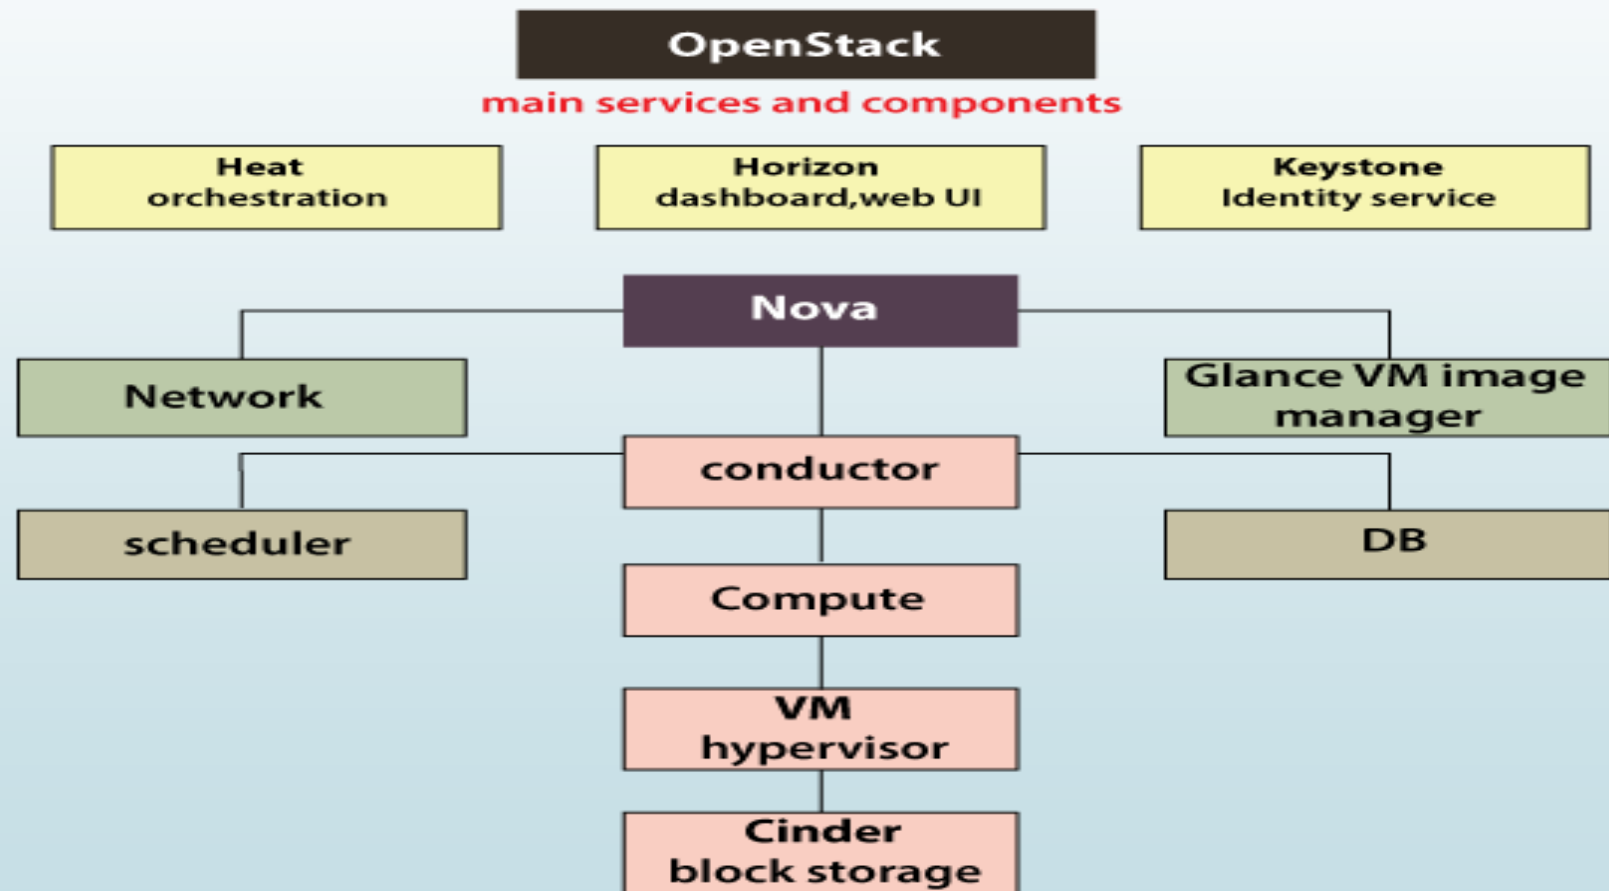 OpenStack
main services and components
Heat
orchestration
Horizon
dashboard,web UI
Keystone
Identity service
Nova
Network
Glance VM image
manager
conductor
scheduler
DB
Compute
VM
hypervisor
Cinder
block storage